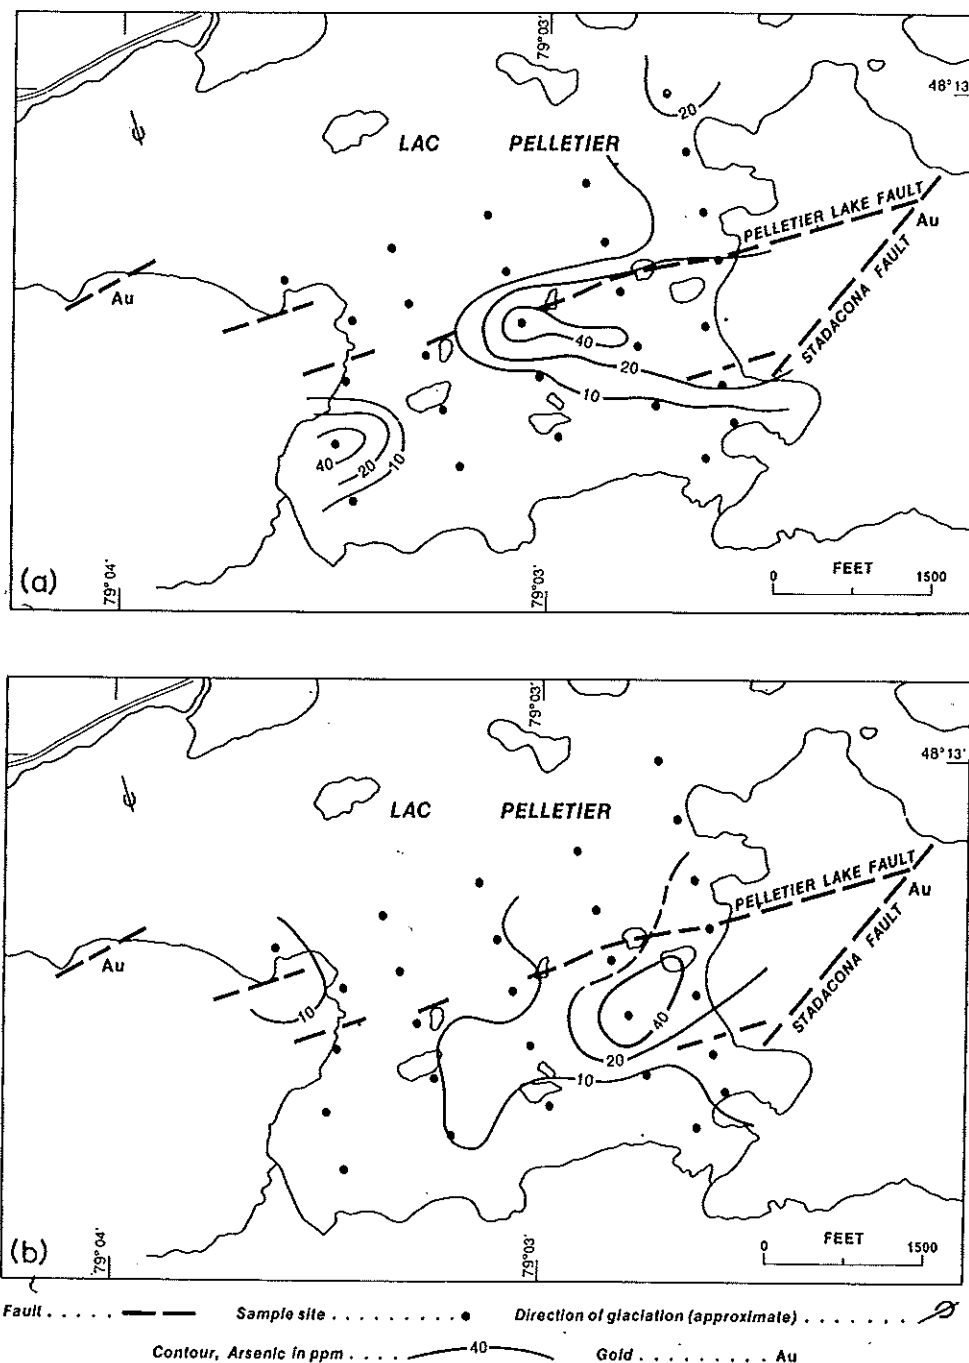 79° 03'
48° 13'
20
LAC PELLETIER
PELLETIER LAKE FAULT
Au
STADACONA FAULT
Au
40
20
10
40
20
10
(a)
79° 04'
79° 03'
FEET
0 1500
79° 03'
48° 13'
LAC PELLETIER
PELLETIER LAKE FAULT
Au
STADACONA FAULT
Au
10
40
20
10
(b)
79° 04'
79° 03'
FEET
0 1500
Fault . . . . . Sample site . . . . . . . . . Direction of glaciation (approximate) . . . . . . .
Contour, Arsenic in ppm . . . . 40 Gold . . . . . . . . . Au